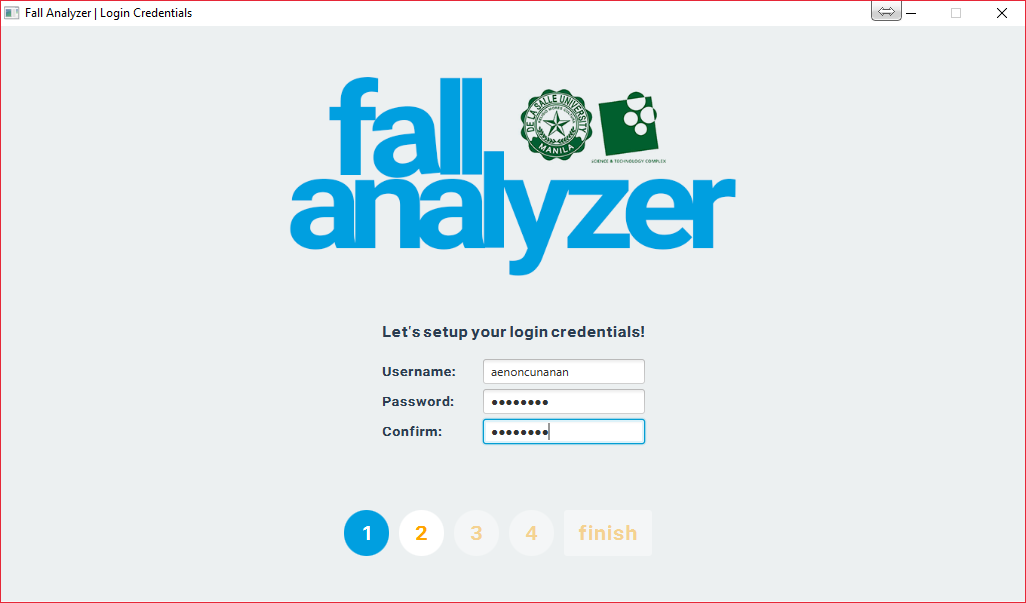 Fall Analyzer | Login Credentials
fall
analyzer
DE LA SALLE UNIVERSITY
MANILA
SCIENCE & TECHNOLOGY COMPLEX
Let's setup your login credentials!
Username: aenoncunanan
Password: ●●●●●●●●
Confirm: ●●●●●●●●
1 2 3 4 finish